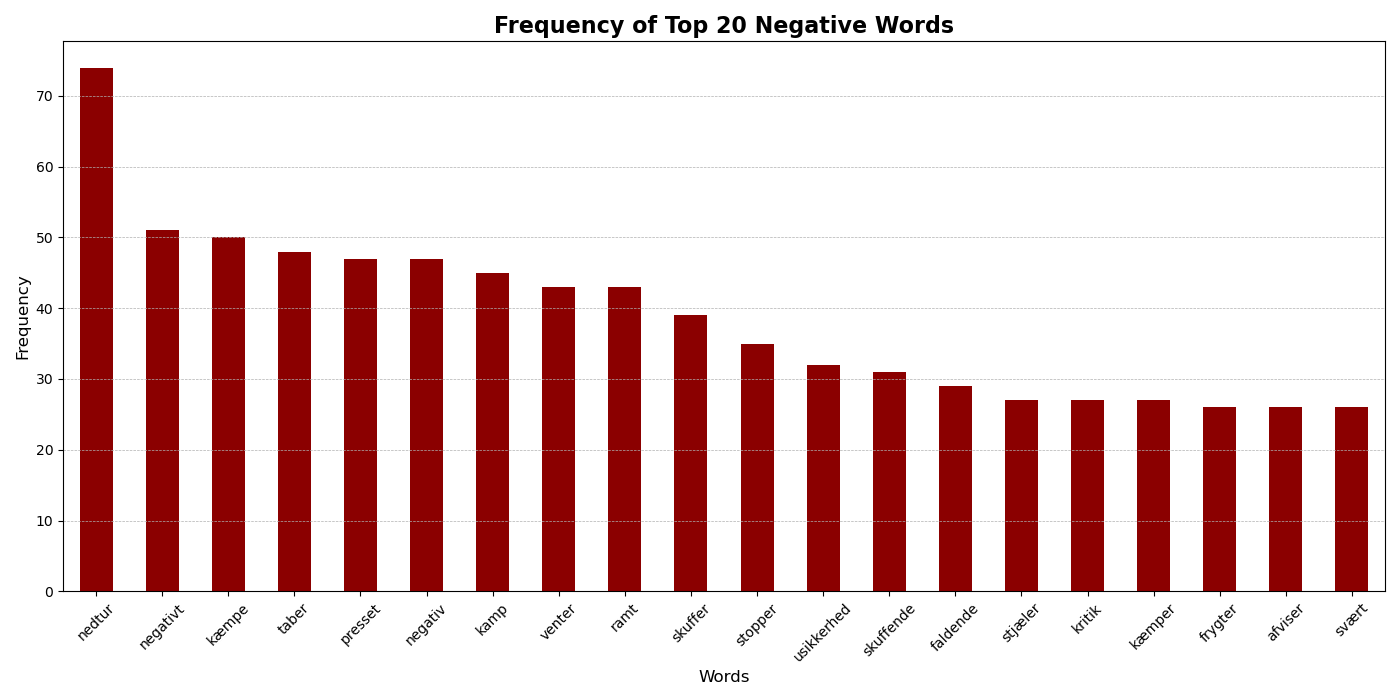 Frequency of Top 20 Negative Words
Frequency
70
60
50
40
30
20
10
0
nedtur negativt kæmpe taber presset negativ kamp venter ramt skuffer stopper usikkerhed skuffende faldende stjæler kritik kæmper frygter afviser svært
Words